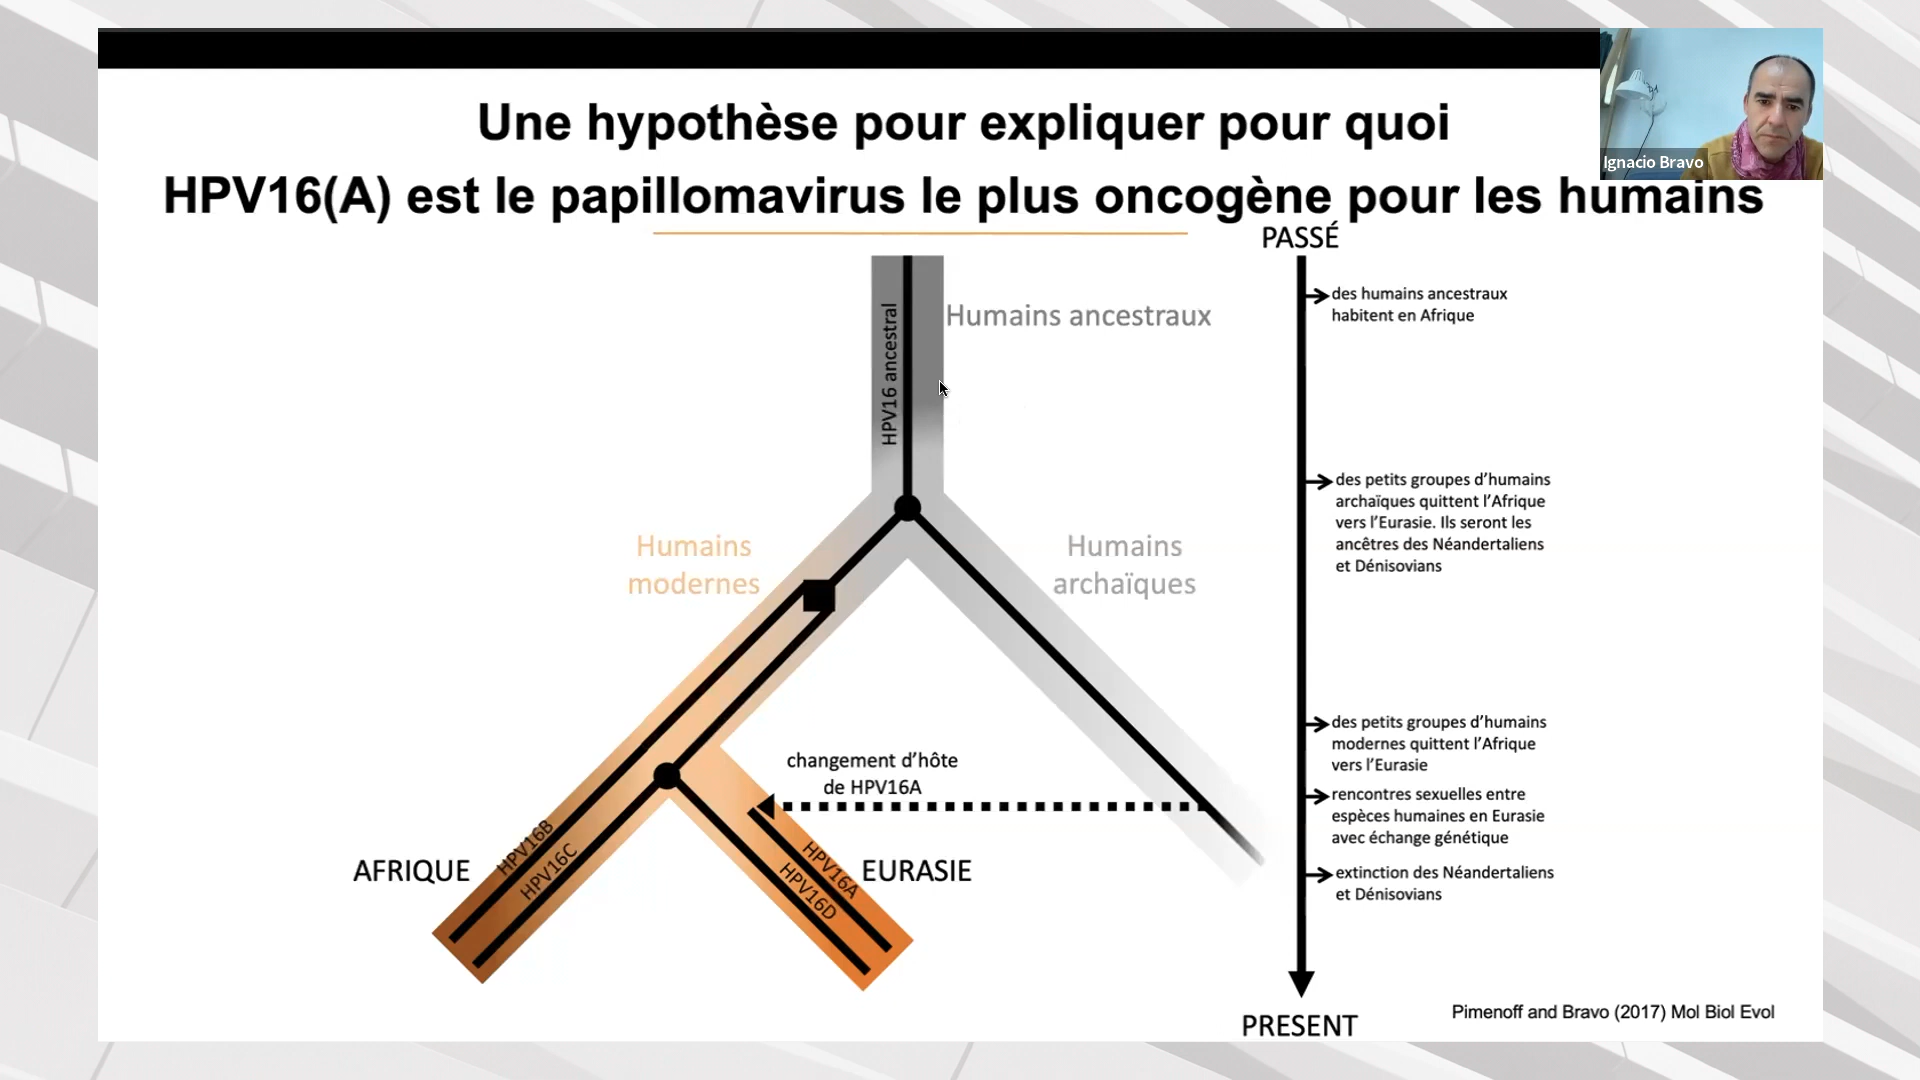 Une hypothèse pour expliquer pour quoi
HPV16(A) est le papillomavirus le plus oncogène pour les humains
Ignacio Bravo
PASSÉ
HPV16 ancestral
Humains ancestraux
des humains ancestraux
habitent en Afrique
des petits groupes d’humains
archaïques quittent l’Afrique
vers l’Eurasie. Ils seront les
ancêtres des Néandertaliens
et Dénisovians
Humains
modernes
Humains
archaïques
des petits groupes d’humains
modernes quittent l’Afrique
vers l’Eurasie
changement d’hôte
de HPV16A
rencontres sexuelles entre
espèces humaines en Eurasie
avec échange génétique
AFRIQUE
HPV16B
HPV16C
HPV16A
HPV16D
EURASIE
extinction des Néandertaliens
et Dénisovians
Pimenoff and Bravo (2017) Mol Biol Evol
PRESENT